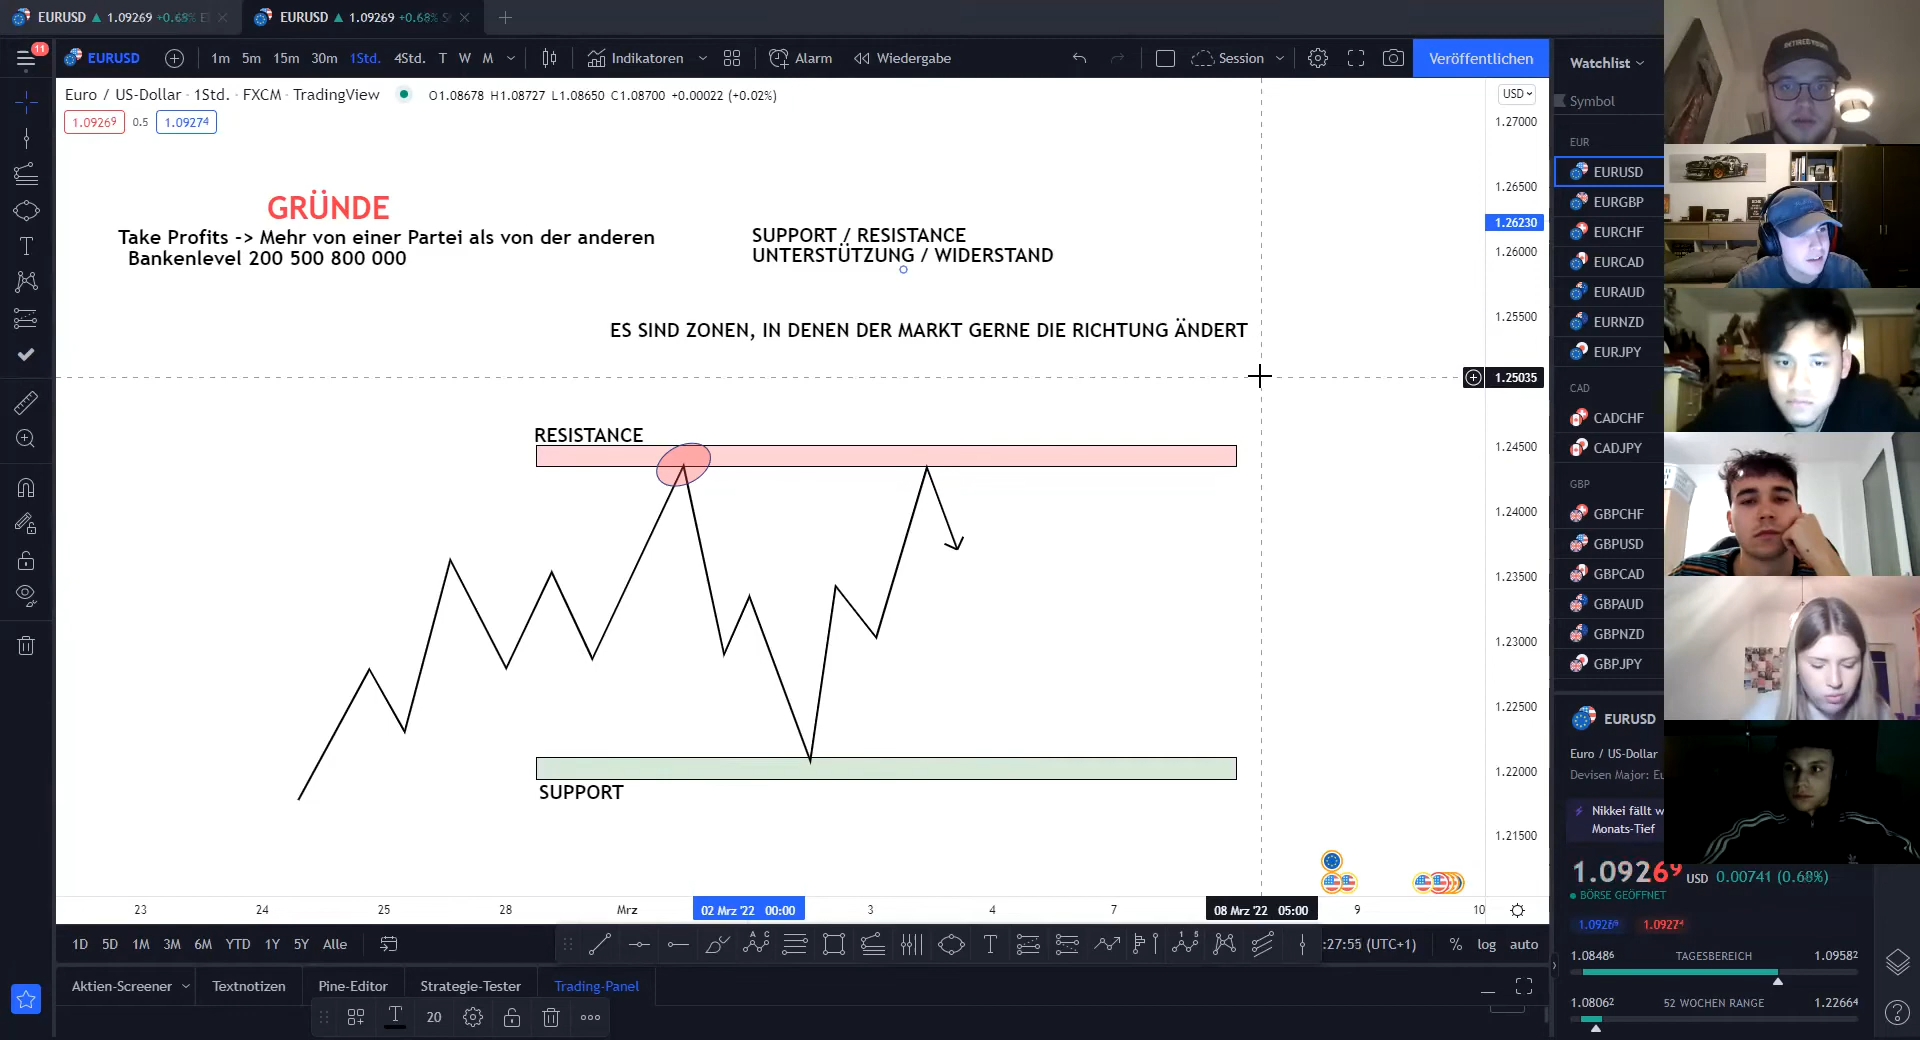 EURUSD ▲ 1.09269 +0.68%
EURUSD ▲ 1.09269 +0.68%
11
EURUSD
1m 5m 15m 30m 1Std. 4Std. T W M
Indikatoren
Alarm
Wiedergabe
Session
Veröffentlichen
Watchlist
Euro / US-Dollar · 1Std. · FXCM · TradingView
O1.08678 H1.08727 L1.08650 C1.08700 +0.00022 (+0.02%)
USD
Symbol
1.09269 0.5 1.09274
GRÜNDE
Take Profits -> Mehr von einer Partei als von der anderen
Bankenlevel 200 500 800 000
SUPPORT / RESISTANCE
UNTERSTÜTZUNG / WIDERSTAND
ES SIND ZONEN, IN DENEN DER MARKT GERNE DIE RICHTUNG ÄNDERT
RESISTANCE
SUPPORT
1.27000
1.26500
1.26230
1.26000
1.25500
1.25035
1.24500
1.24000
1.23500
1.23000
1.22500
1.22000
1.21500
EUR
EURUSD
EURGBP
EURCHF
EURCAD
EURAUD
EURNZD
EURJPY
CAD
CADCHF
CADJPY
GBP
GBPCHF
GBPUSD
GBPCAD
GBPAUD
GBPNZD
GBPJPY
EURUSD
Euro / US-Dollar
Devisen Major:
Nikkei fällt
Monats-Tief
1.09269 USD 0.00741 (0.68%)
BÖRSE GEÖFFNET
1.09269 1.09274
1.08486 TAGESBEREICH 1.09582
1.08062 52 WOCHEN RANGE 1.22664
23 24 25 28 Mrz 02 Mrz '22 00:00 3 4 7 08 Mrz '22 05:00 9 10
1D 5D 1M 3M 6M YTD 1Y 5Y Alle
:27:55 (UTC+1) % log auto
Aktien-Screener Textnotizen Pine-Editor Strategie-Tester Trading-Panel
20